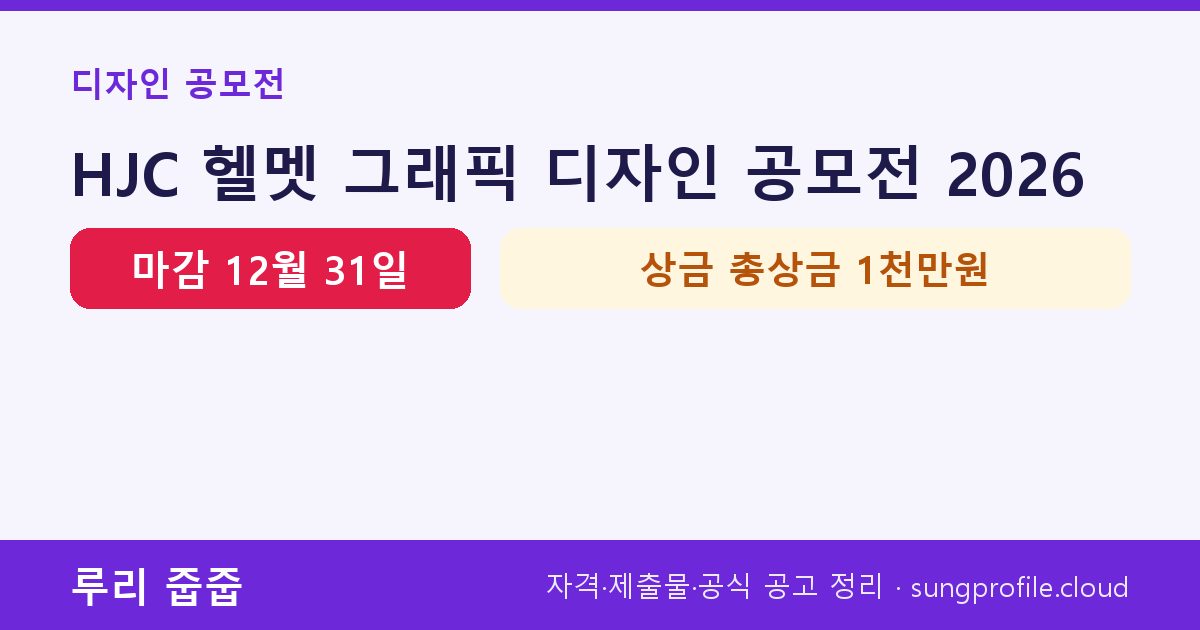 디자인 공모전
HJC 헬멧 그래픽 디자인 공모전 2026
마감 12월 31일
상금 총상금 1천만원
루리 줍줍
자격·제출물·공식 공고 정리 · sungprofile.cloud